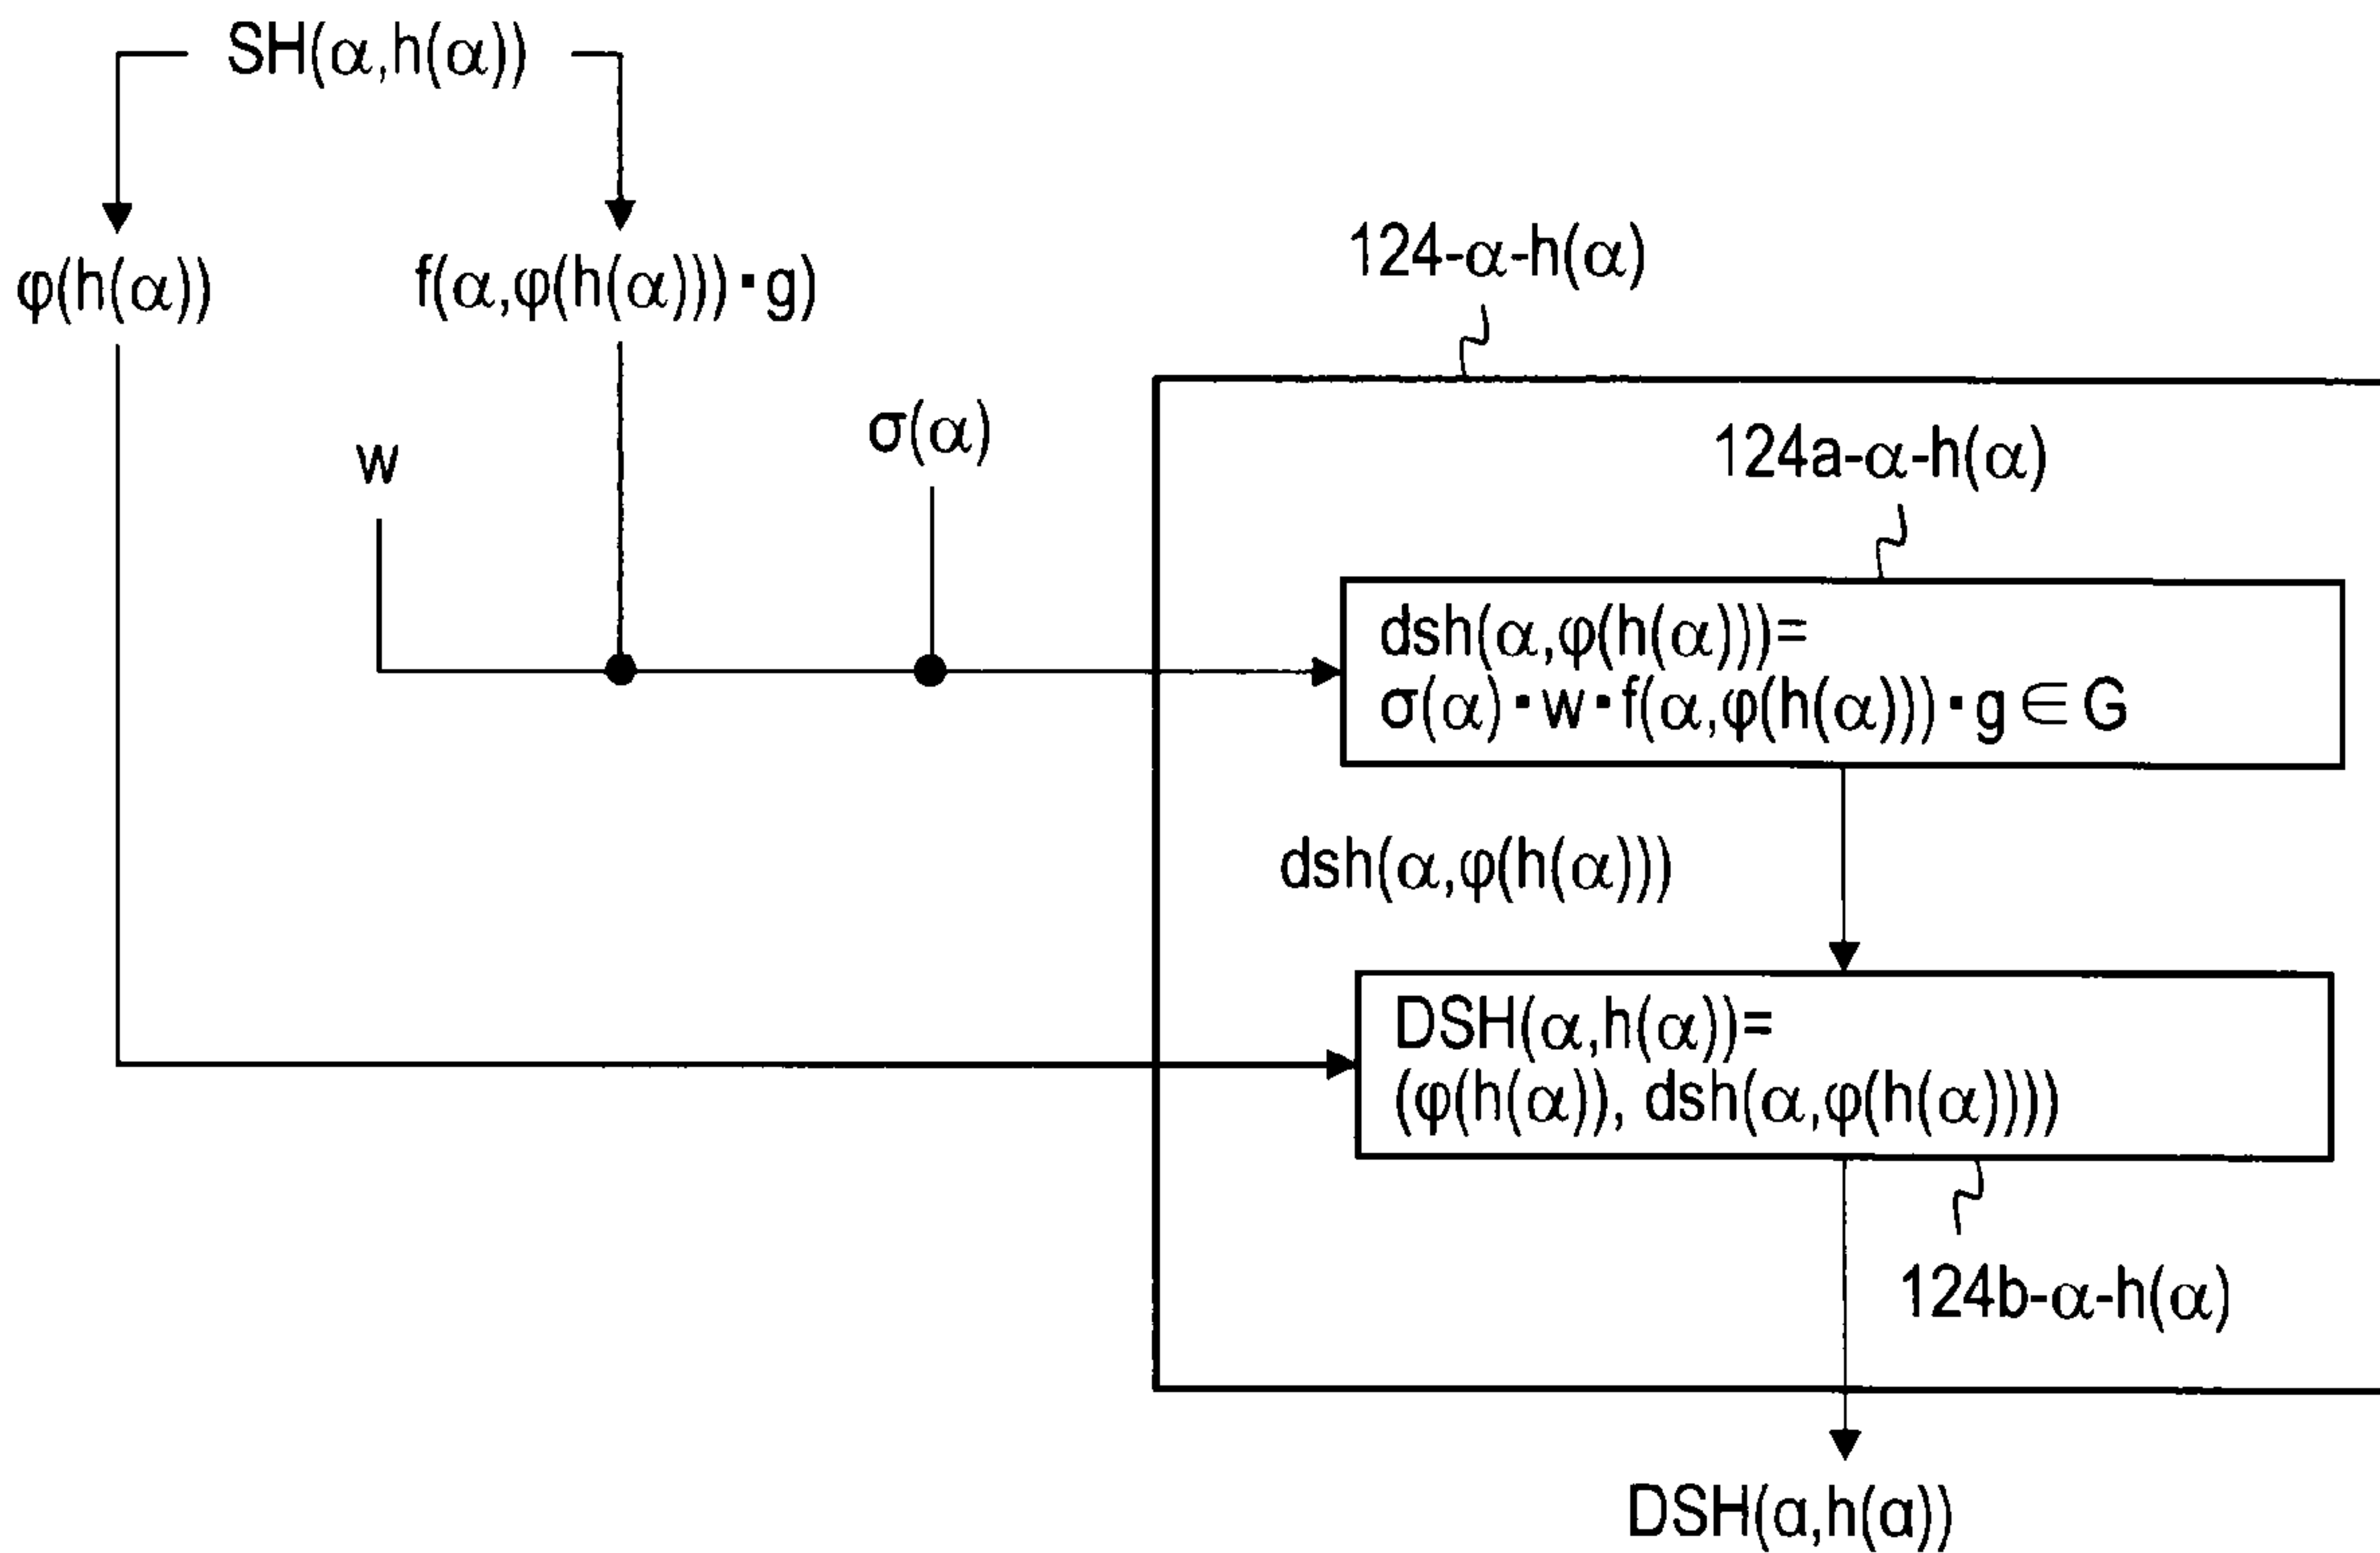 SH(α,h(α))
φ(h(α))
f(α,φ(h(α)))・g)
124-α-h(α)
w
σ(α)
124a-α-h(α)
dsh(α,φ(h(α)))=
σ(α)・w・f(α,φ(h(α)))・g∈G
dsh(α,φ(h(α)))
DSH(α,h(α))=
(φ(h(α)), dsh(α,φ(h(α))))
124b-α-h(α)
DSH(α,h(α))